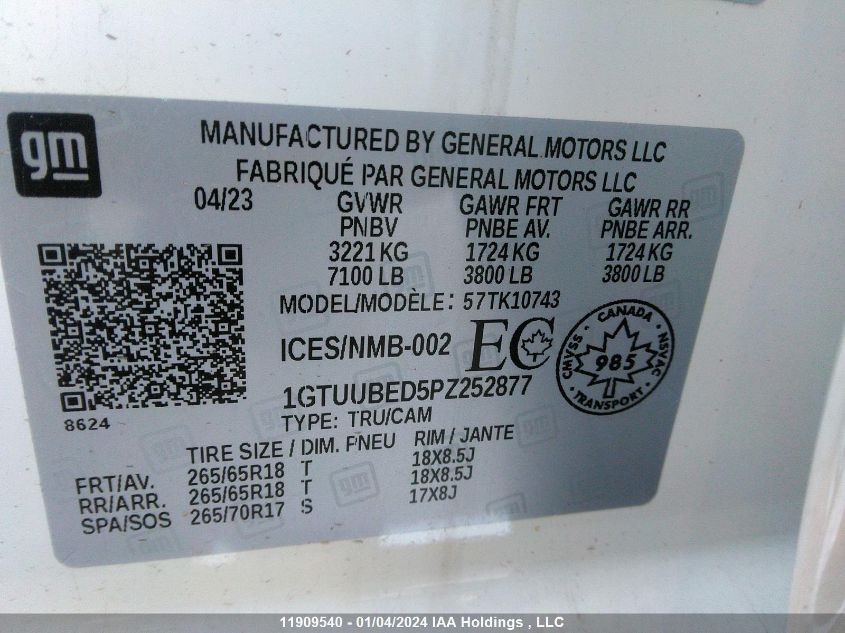 gm
MANUFACTURED BY GENERAL MOTORS LLC
FABRIQUÉ PAR GENERAL MOTORS LLC
04/23 GVWR GAWR FRT GAWR RR
PNBV PNBE AV. PNBE ARR.
3221 KG 1724 KG 1724 KG
7100 LB 3800 LB 3800 LB
MODEL/MODÈLE: 57TK10743
ICES/NMB-002 EC
CANADA
CMVSS 985 NSVAC
TRANSPORT
1GTUUBED5PZ252877
8624
TYPE: TRU/CAM
TIRE SIZE / DIM. PNEU RIM / JANTE
FRT/AV. 265/65R18 T 18X8.5J
RR/ARR. 265/65R18 T 18X8.5J
SPA/SOS 265/70R17 S 17X8J
11909540 - 01/04/2024 IAA Holdings , LLC